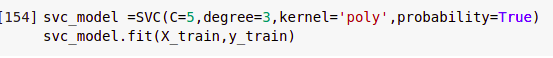 [154] svc_model =SVC(C=5,degree=3,kernel='poly',probability=True)
svc_model.fit(X_train,y_train)